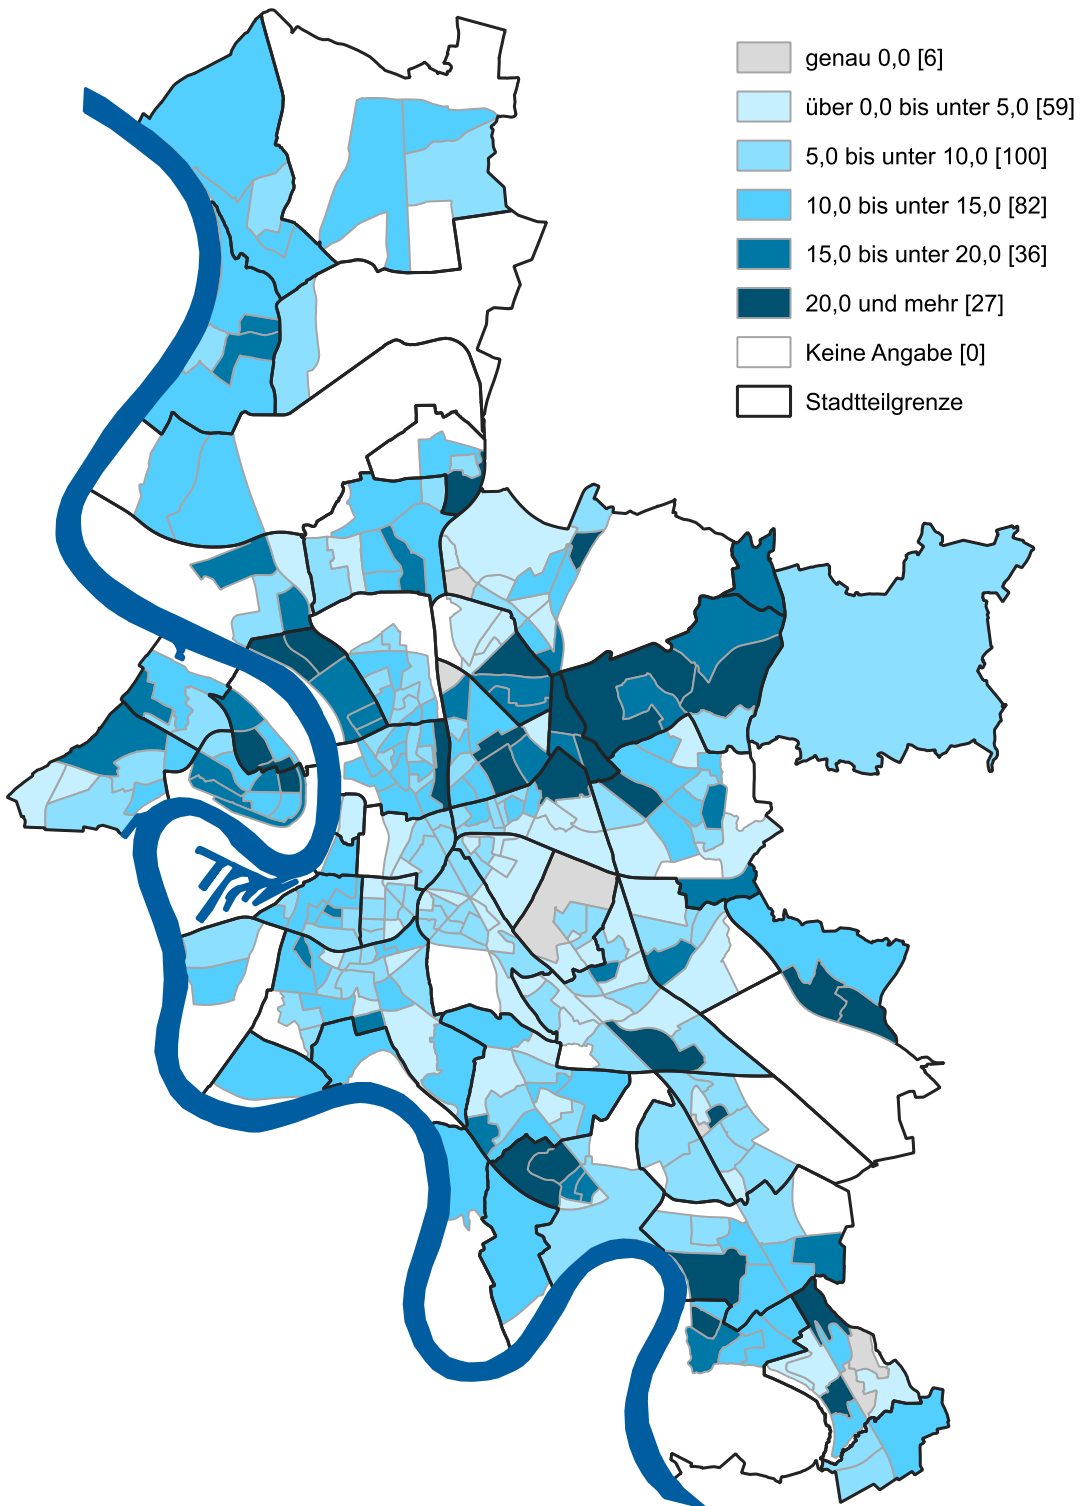 genau 0,0 [6]
über 0,0 bis unter 5,0 [59]
5,0 bis unter 10,0 [100]
10,0 bis unter 15,0 [82]
15,0 bis unter 20,0 [36]
20,0 und mehr [27]
Keine Angabe [0]
Stadtteilgrenze